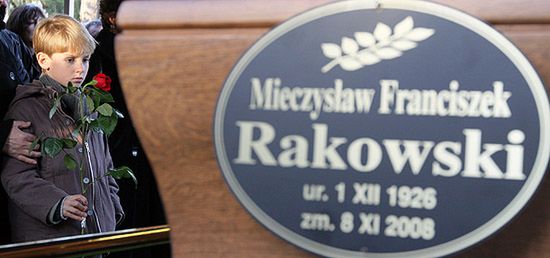 Mieczysław Franciszek
Rakowski
ur. 1 XII 1926
zm. 8 XI 2008